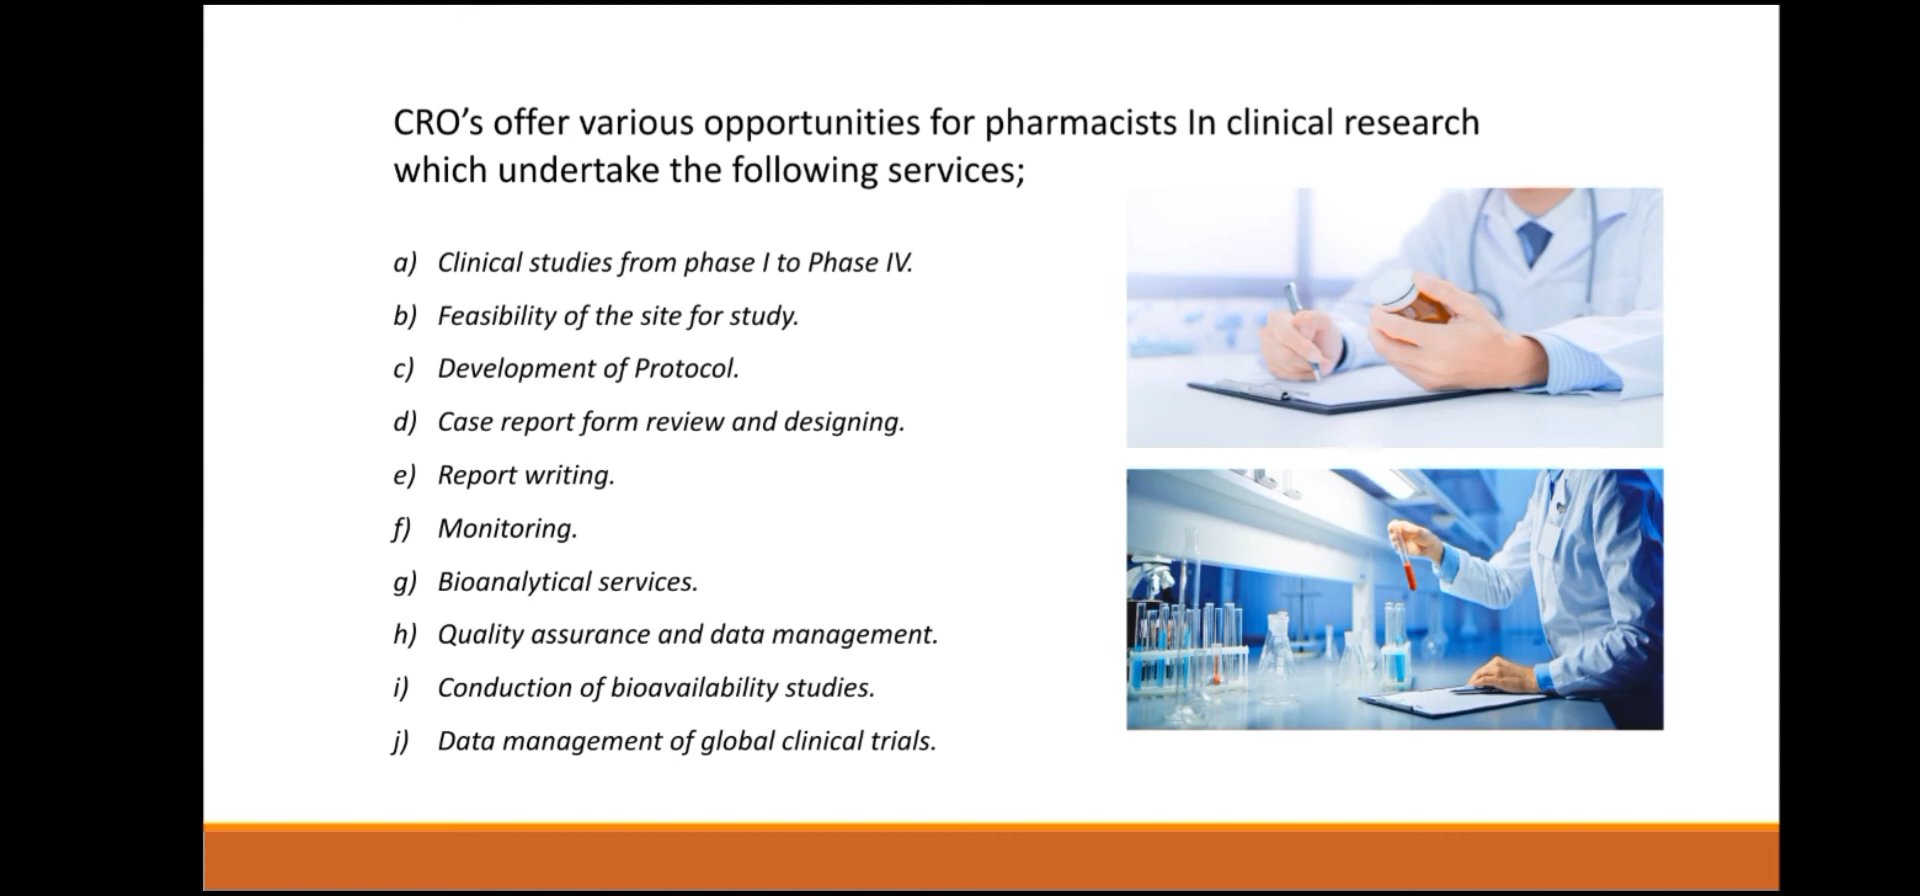 CRO’s offer various opportunities for pharmacists In clinical research
which undertake the following services;
a) Clinical studies from phase I to Phase IV.
b) Feasibility of the site for study.
c) Development of Protocol.
d) Case report form review and designing.
e) Report writing.
f) Monitoring.
g) Bioanalytical services.
h) Quality assurance and data management.
i) Conduction of bioavailability studies.
j) Data management of global clinical trials.